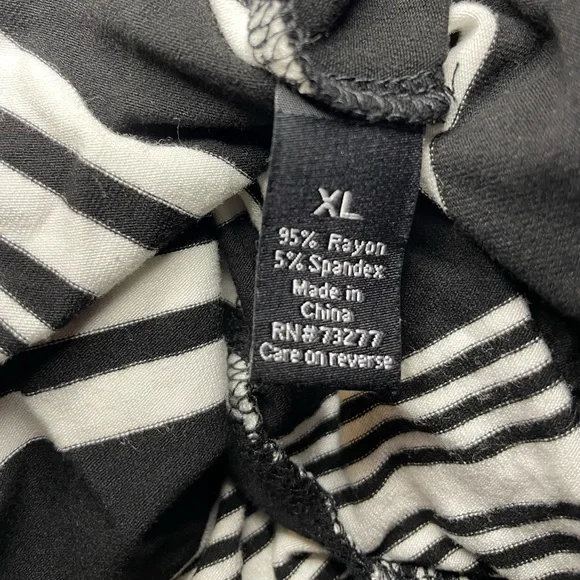 XL
95% Rayon
5% Spandex
Made in
China
RN# 73277
Care on reverse